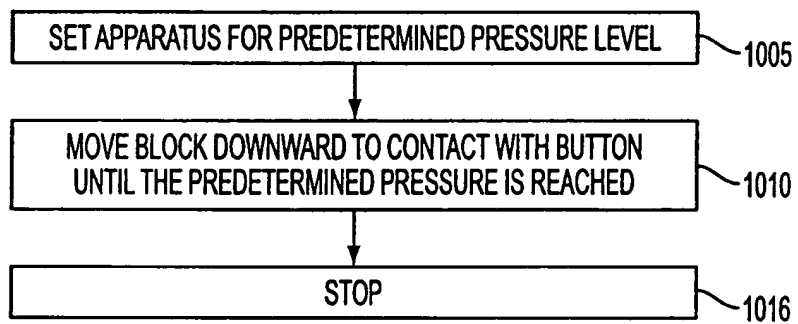 SET APPARATUS FOR PREDETERMINED PRESSURE LEVEL
1005
MOVE BLOCK DOWNWARD TO CONTACT WITH BUTTON
UNTIL THE PREDETERMINED PRESSURE IS REACHED
1010
STOP
1016